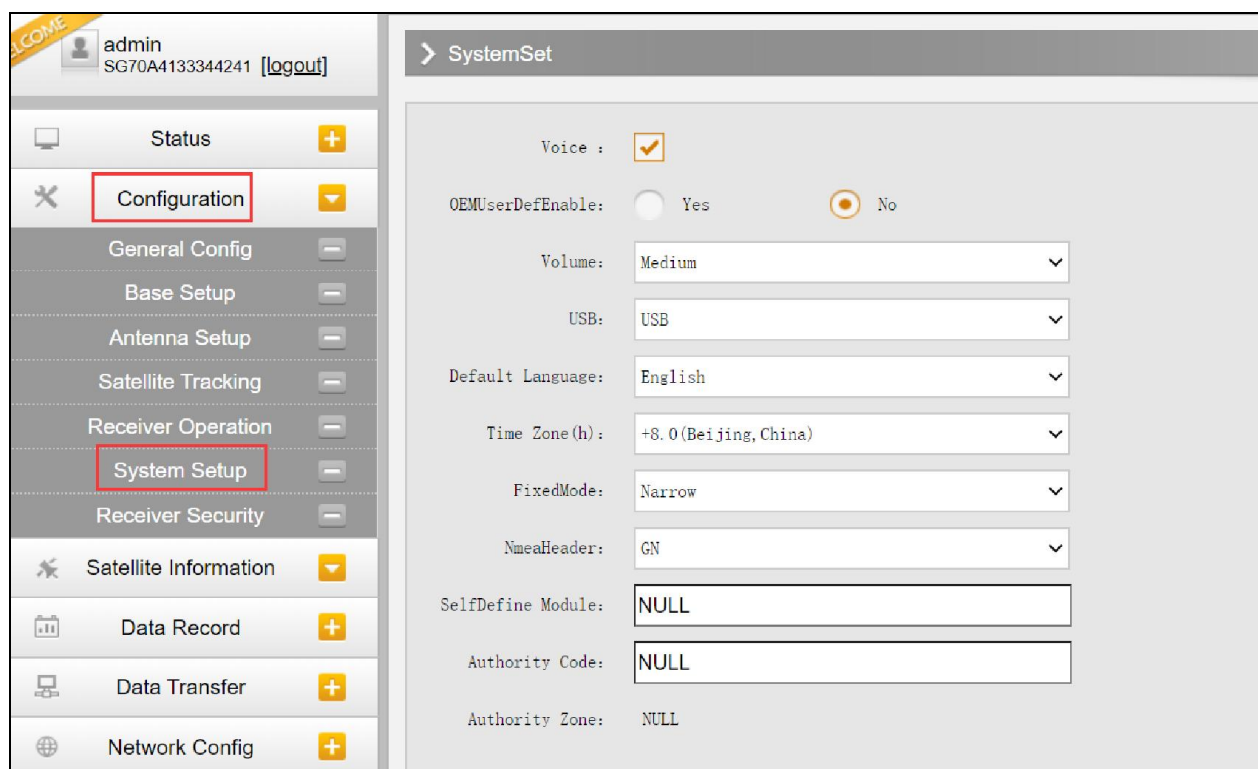 ELCOME
admin
SG70A4133344241 [logout]
Status
Configuration
General Config
Base Setup
Antenna Setup
Satellite Tracking
Receiver Operation
System Setup
Receiver Security
Satellite Information
Data Record
Data Transfer
Network Config
SystemSet
Voice :
OEMUserDefEnable: Yes No
Volume: Medium
USB: USB
Default Language: English
Time Zone(h): +8.0(Beijing,China)
FixedMode: Narrow
NmeaHeader: GN
SelfDefine Module: NULL
Authority Code: NULL
Authority Zone: NULL